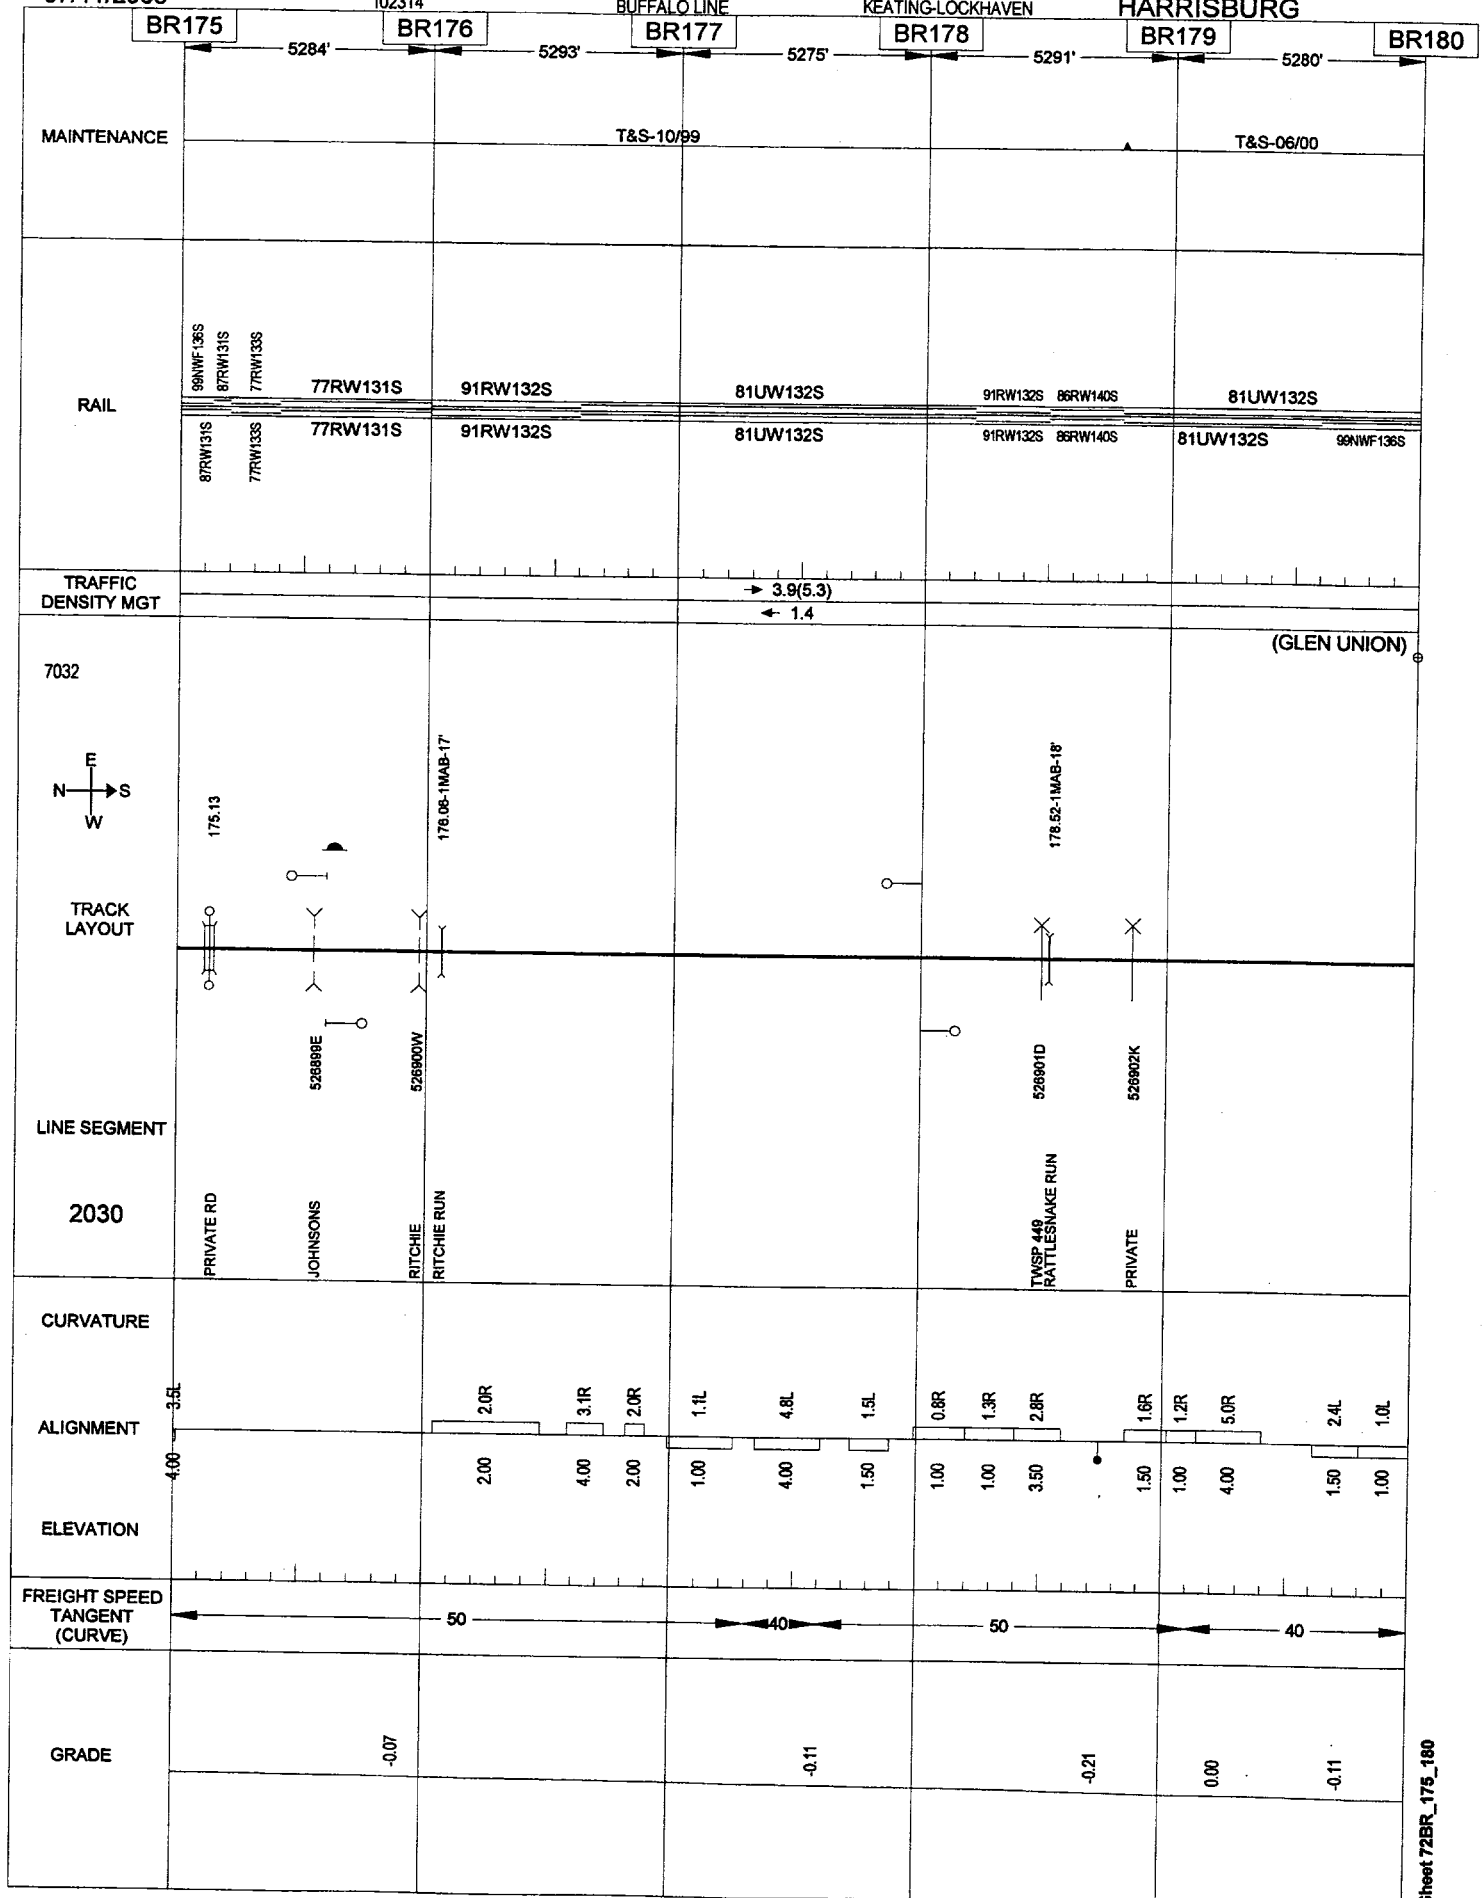 102314
BUFFALO LINE
KEATING-LOCKHAVEN
HARRISBURG
BR175
BR176
BR177
BR178
BR179
BR180
5284'
5293'
5275'
5291'
5280'
MAINTENANCE
T&S-10/99
T&S-06/00
RAIL
99NWF136S
87RW131S
77RW133S
77RW131S
91RW132S
81UW132S
91RW132S
86RW140S
81UW132S
87RW131S
77RW133S
77RW131S
91RW132S
81UW132S
91RW132S
86RW140S
81UW132S
99NWF136S
TRAFFIC
DENSITY MGT
3.9(5.3)
1.4
(GLEN UNION)
7032
E
N
S
W
175.13
176.08-1MAB-17'
178.52-1MAB-18'
TRACK
LAYOUT
526899E
526900W
526901D
526902K
LINE SEGMENT
2030
PRIVATE RD
JOHNSONS
RITCHIE
RITCHIE RUN
TWSP 449
RATTLESNAKE RUN
PRIVATE
CURVATURE
ALIGNMENT
3.5L
2.0R
3.1R
2.0R
1.1L
4.8L
1.5L
0.8R
1.3R
2.8R
1.6R
1.2R
5.0R
2.4L
1.0L
4.00
2.00
4.00
2.00
1.00
4.00
1.50
1.00
1.00
3.50
1.50
1.00
4.00
1.50
1.00
ELEVATION
FREIGHT SPEED
TANGENT
(CURVE)
50
40
50
40
GRADE
-0.07
-0.11
-0.21
0.00
-0.11
Sheet 72BR_175_180